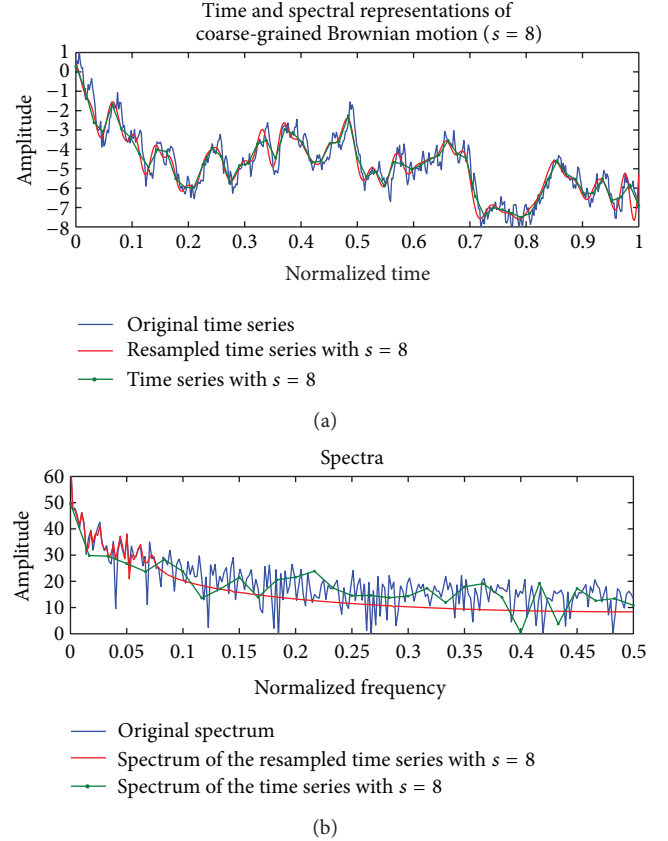 Time and spectral representations of
coarse-grained Brownian motion (s = 8)
Amplitude
1
0
−1
−2
−3
−4
−5
−6
−7
−8
0 0.1 0.2 0.3 0.4 0.5 0.6 0.7 0.8 0.9 1
Normalized time
Original time series
Resampled time series with s = 8
Time series with s = 8
(a)
Spectra
Amplitude
60
50
40
30
20
10
0
0 0.05 0.1 0.15 0.2 0.25 0.3 0.35 0.4 0.45 0.5
Normalized frequency
Original spectrum
Spectrum of the resampled time series with s = 8
Spectrum of the time series with s = 8
(b)